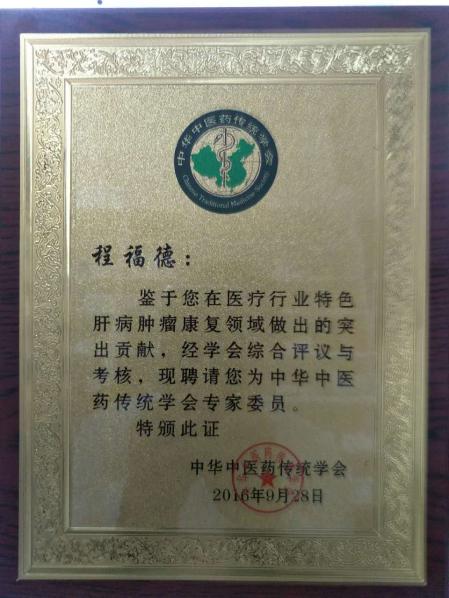 中华中医药传统学会
Chinese Traditional Medicine Society
程福德：
鉴于您在医疗行业特色
肝病肿瘤康复领域做出的突
出贡献，经学会综合评议与
考核，现聘请您为中华中医
药传统学会专家委员。
特颁此证
中华中医药传统学会
2016年9月28日